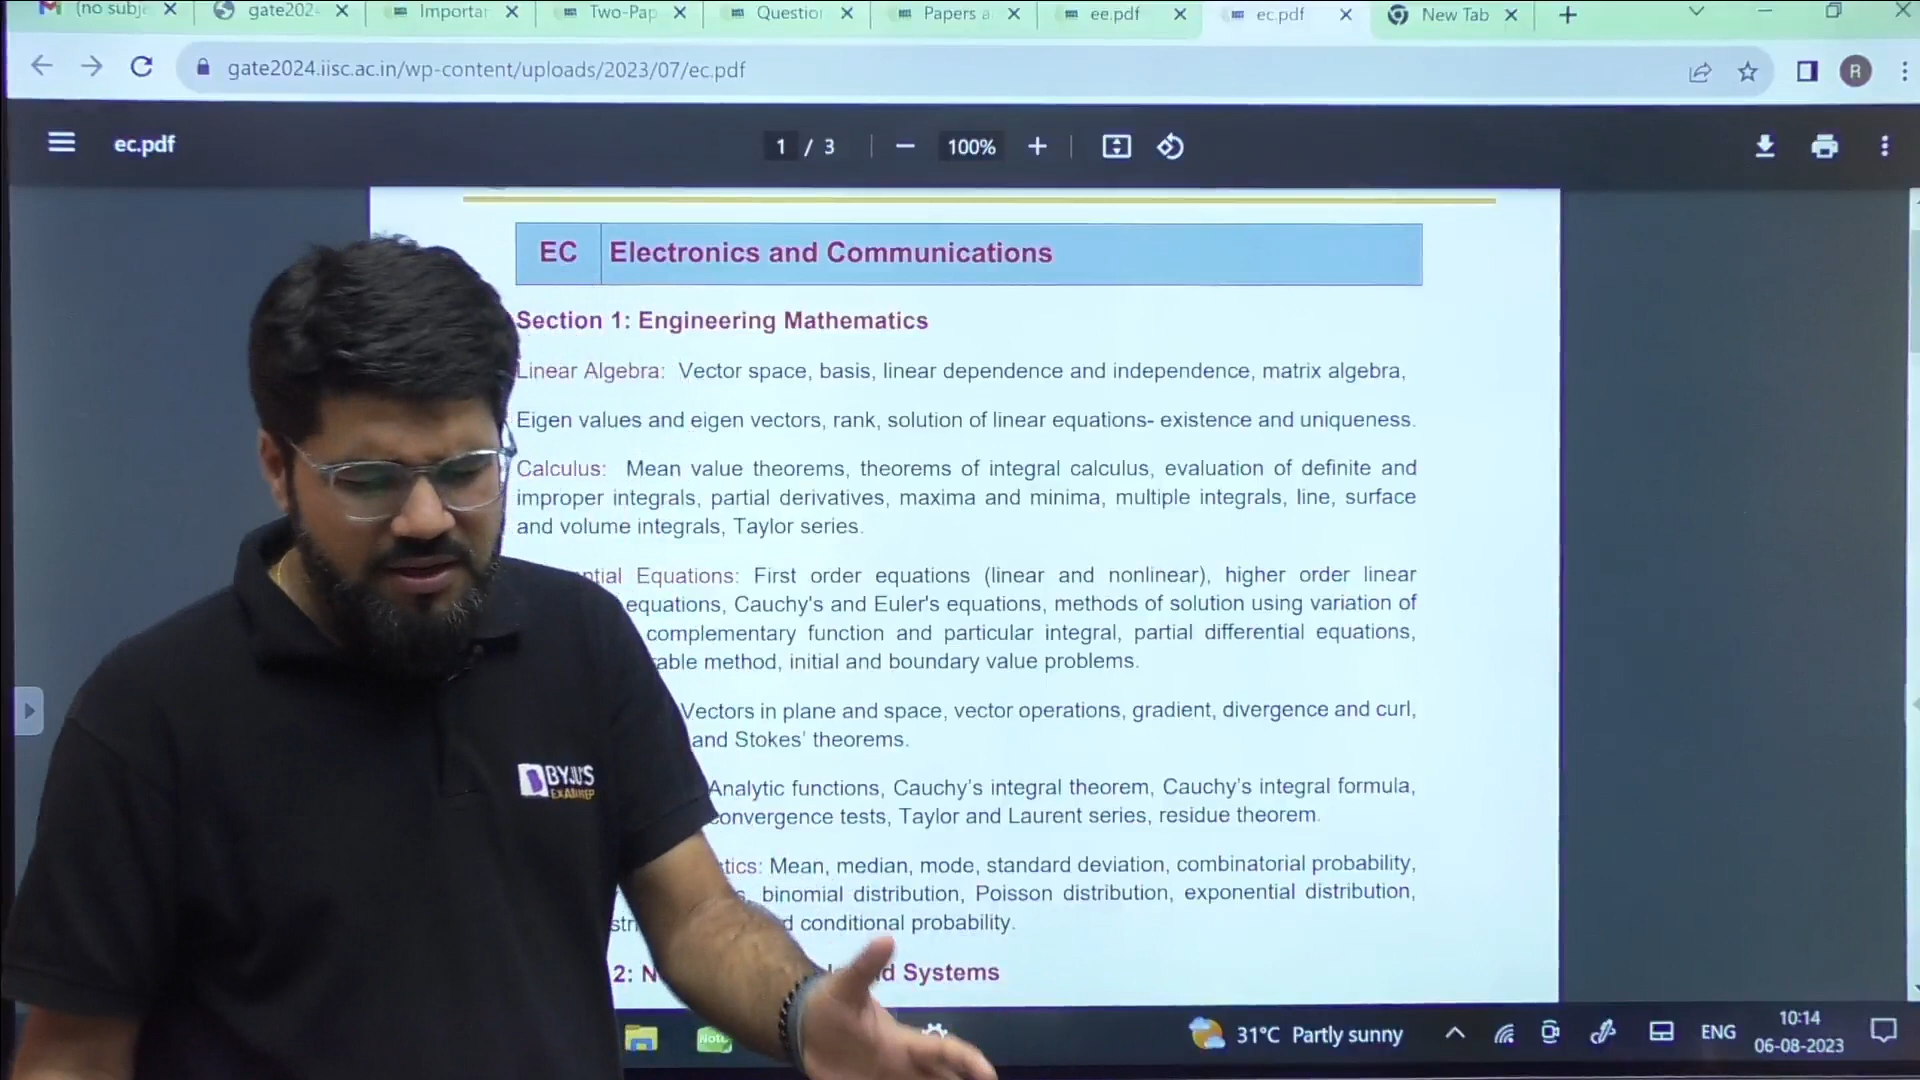 (no subje
gate202
Importan
Two-Pap
Question
Papers a
ee.pdf
ec.pdf
New Tab
gate2024.iisc.ac.in/wp-content/uploads/2023/07/ec.pdf
R
ec.pdf
1 / 3
100%
EC Electronics and Communications
Section 1: Engineering Mathematics
Linear Algebra: Vector space, basis, linear dependence and independence, matrix algebra,
Eigen values and eigen vectors, rank, solution of linear equations- existence and uniqueness.
Calculus: Mean value theorems, theorems of integral calculus, evaluation of definite and
improper integrals, partial derivatives, maxima and minima, multiple integrals, line, surface
and volume integrals, Taylor series.
ntial Equations: First order equations (linear and nonlinear), higher order linear
equations, Cauchy's and Euler's equations, methods of solution using variation of
complementary function and particular integral, partial differential equations,
able method, initial and boundary value problems.
Vectors in plane and space, vector operations, gradient, divergence and curl,
and Stokes' theorems.
Analytic functions, Cauchy's integral theorem, Cauchy's integral formula,
convergence tests, Taylor and Laurent series, residue theorem.
tics: Mean, median, mode, standard deviation, combinatorial probability,
s, binomial distribution, Poisson distribution, exponential distribution,
str d conditional probability.
2: N d Systems
BYJU'S
EXAM PREP
Note
31°C Partly sunny
ENG
10:14
06-08-2023